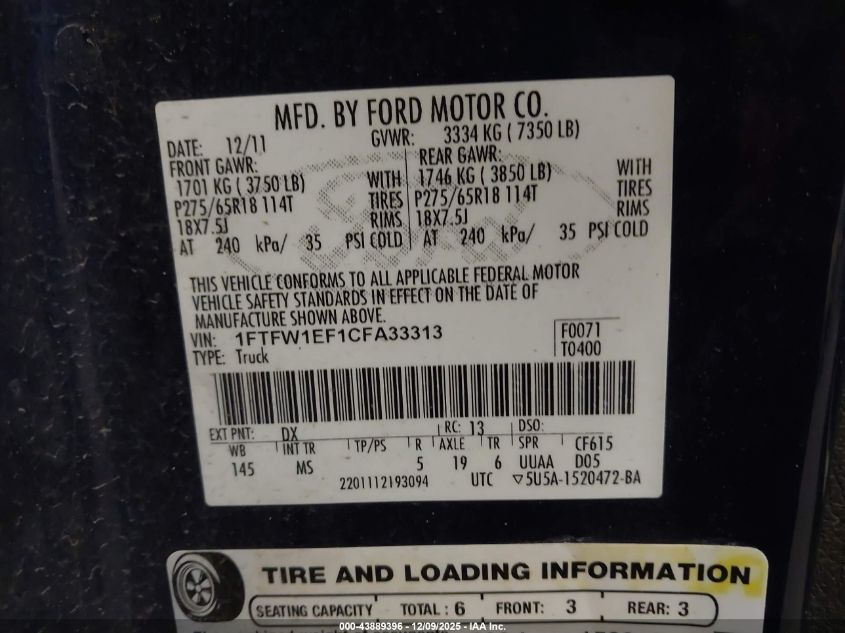 MFD. BY FORD MOTOR CO.
DATE: 12/11 GVWR: 3334 KG ( 7350 LB)
FRONT GAWR: REAR GAWR:
1701 KG ( 3750 LB) WITH 1746 KG ( 3850 LB) WITH
P275/65R18 114T TIRES P275/65R18 114T TIRES
18X7.5J RIMS 18X7.5J RIMS
AT 240 kPa/ 35 PSI COLD AT 240 kPa/ 35 PSI COLD
THIS VEHICLE CONFORMS TO ALL APPLICABLE FEDERAL MOTOR
VEHICLE SAFETY STANDARDS IN EFFECT ON THE DATE OF
MANUFACTURE SHOWN ABOVE.
VIN: 1FTFW1EF1CFA33313 F0071
TYPE: Truck T0400
EXT PNT: DX RC: 13 DSO:
WB INT TR TP/PS R AXLE TR SPR CF615
145 MS 5 19 6 UUAA D05
2201112193094 UTC ▽5U5A-1520472-BA
TIRE AND LOADING INFORMATION
SEATING CAPACITY TOTAL : 6 FRONT: 3 REAR: 3
000-43889396 - 12/09/2025 - IAA Inc.